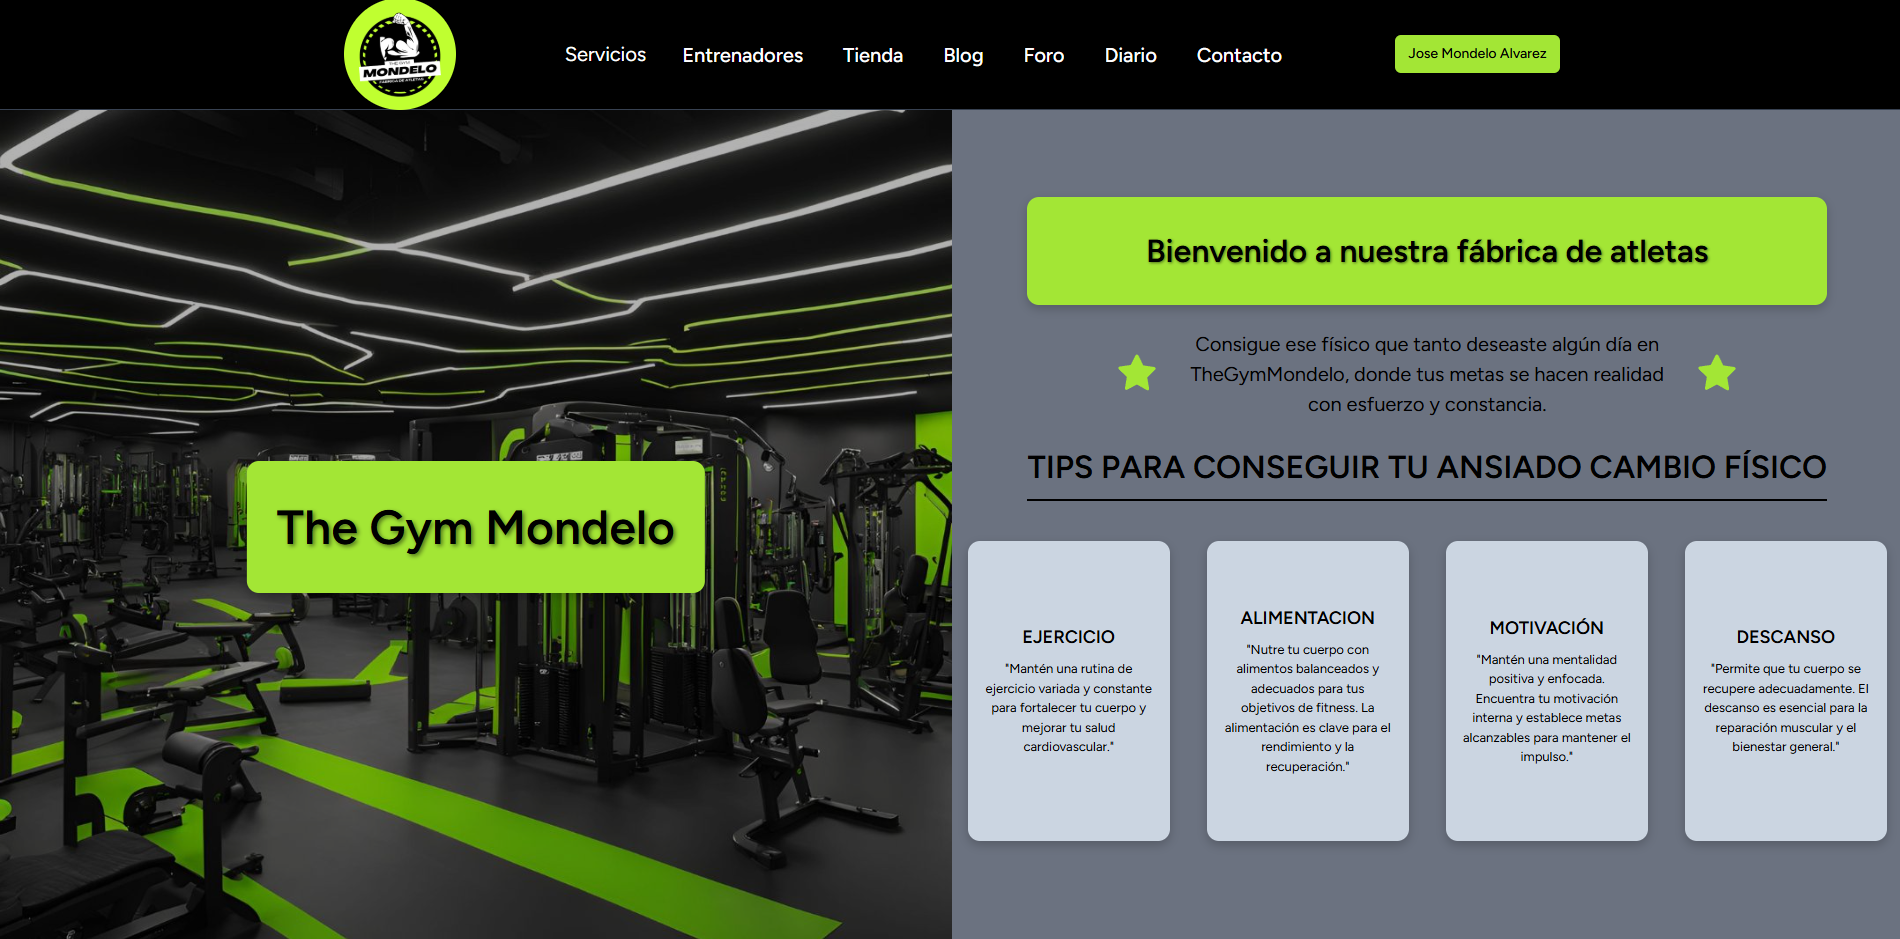 THE GYM
MONDELO
FABRICA DE ATLETAS
Servicios
Entrenadores
Tienda
Blog
Foro
Diario
Contacto
Jose Mondelo Alvarez
The Gym Mondelo
Bienvenido a nuestra fábrica de atletas
Consigue ese físico que tanto deseaste algún día en
TheGymMondelo, donde tus metas se hacen realidad
con esfuerzo y constancia.
TIPS PARA CONSEGUIR TU ANSIADO CAMBIO FÍSICO
EJERCICIO
"Mantén una rutina de
ejercicio variada y constante
para fortalecer tu cuerpo y
mejorar tu salud
cardiovascular."
ALIMENTACION
"Nutre tu cuerpo con
alimentos balanceados y
adecuados para tus
objetivos de fitness. La
alimentación es clave para el
rendimiento y la
recuperación."
MOTIVACIÓN
"Mantén una mentalidad
positiva y enfocada.
Encuentra tu motivación
interna y establece metas
alcanzables para mantener el
impulso."
DESCANSO
"Permite que tu cuerpo se
recupere adecuadamente. El
descanso es esencial para la
reparación muscular y el
bienestar general."